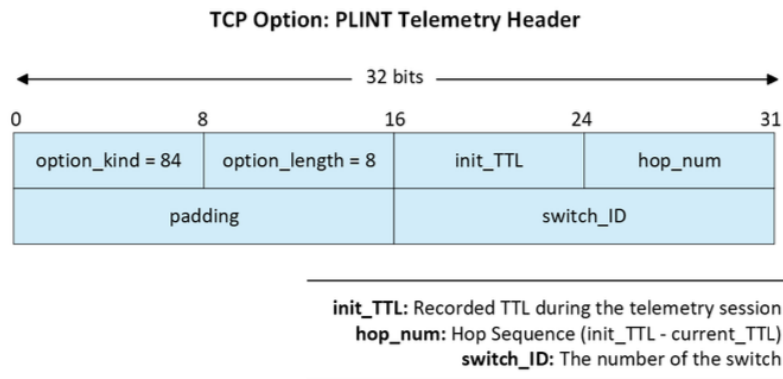 TCP Option: PLINT Telemetry Header
32 bits
0 8 16 24 31
option_kind = 84 option_length = 8 init_TTL hop_num
padding switch_ID
init_TTL: Recorded TTL during the telemetry session
hop_num: Hop Sequence (init_TTL - current_TTL)
switch_ID: The number of the switch